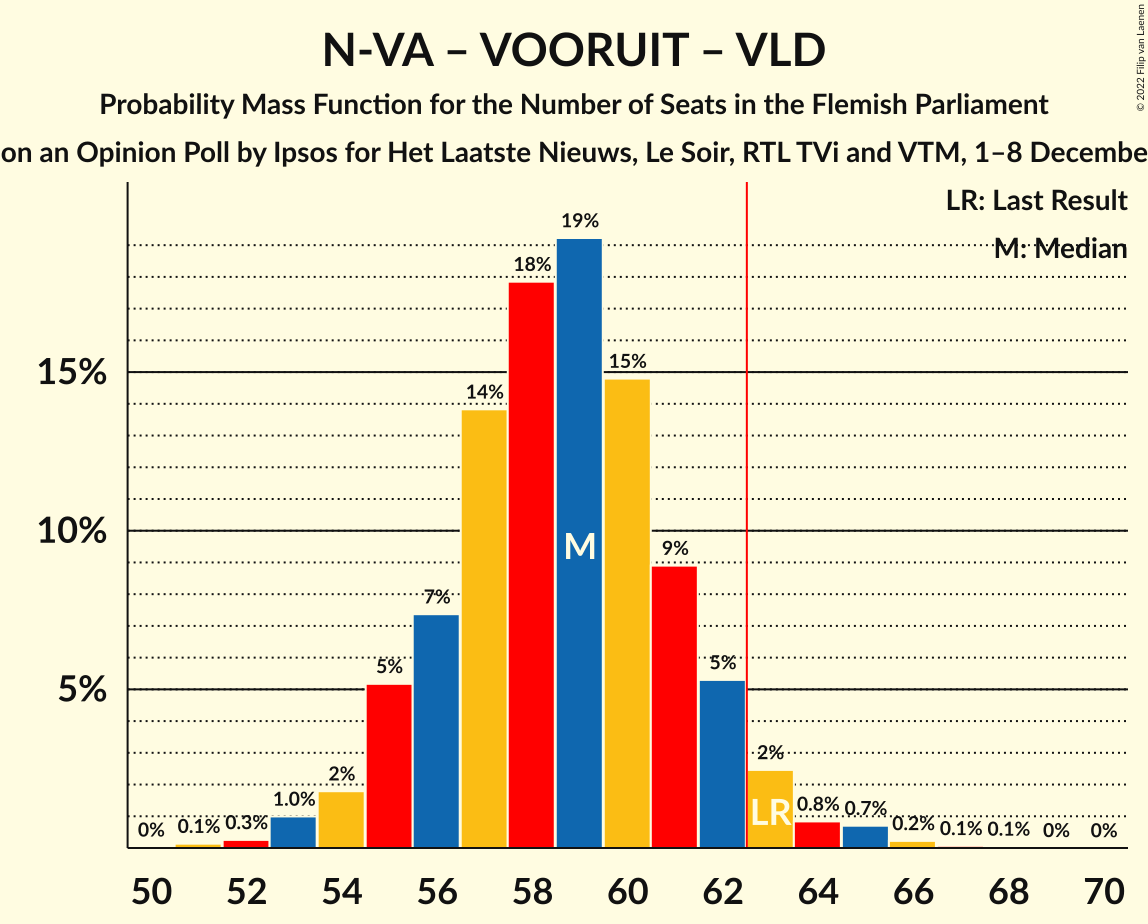 N-VA – VOORUIT – VLD
Probability Mass Function for the Number of Seats in the Flemish Parliament
on an Opinion Poll by Ipsos for Het Laatste Nieuws, Le Soir, RTL TVi and VTM, 1–8 Decembe
© 2022 Filip van Laenen
LR: Last Result
M: Median
15%
10%
5%
0%
0.1%
0.3%
1.0%
2%
5%
7%
14%
18%
19%
15%
9%
5%
2%
0.8%
0.7%
0.2%
0.1%
0.1%
0%
0%
M
LR
50 52 54 56 58 60 62 64 66 68 70